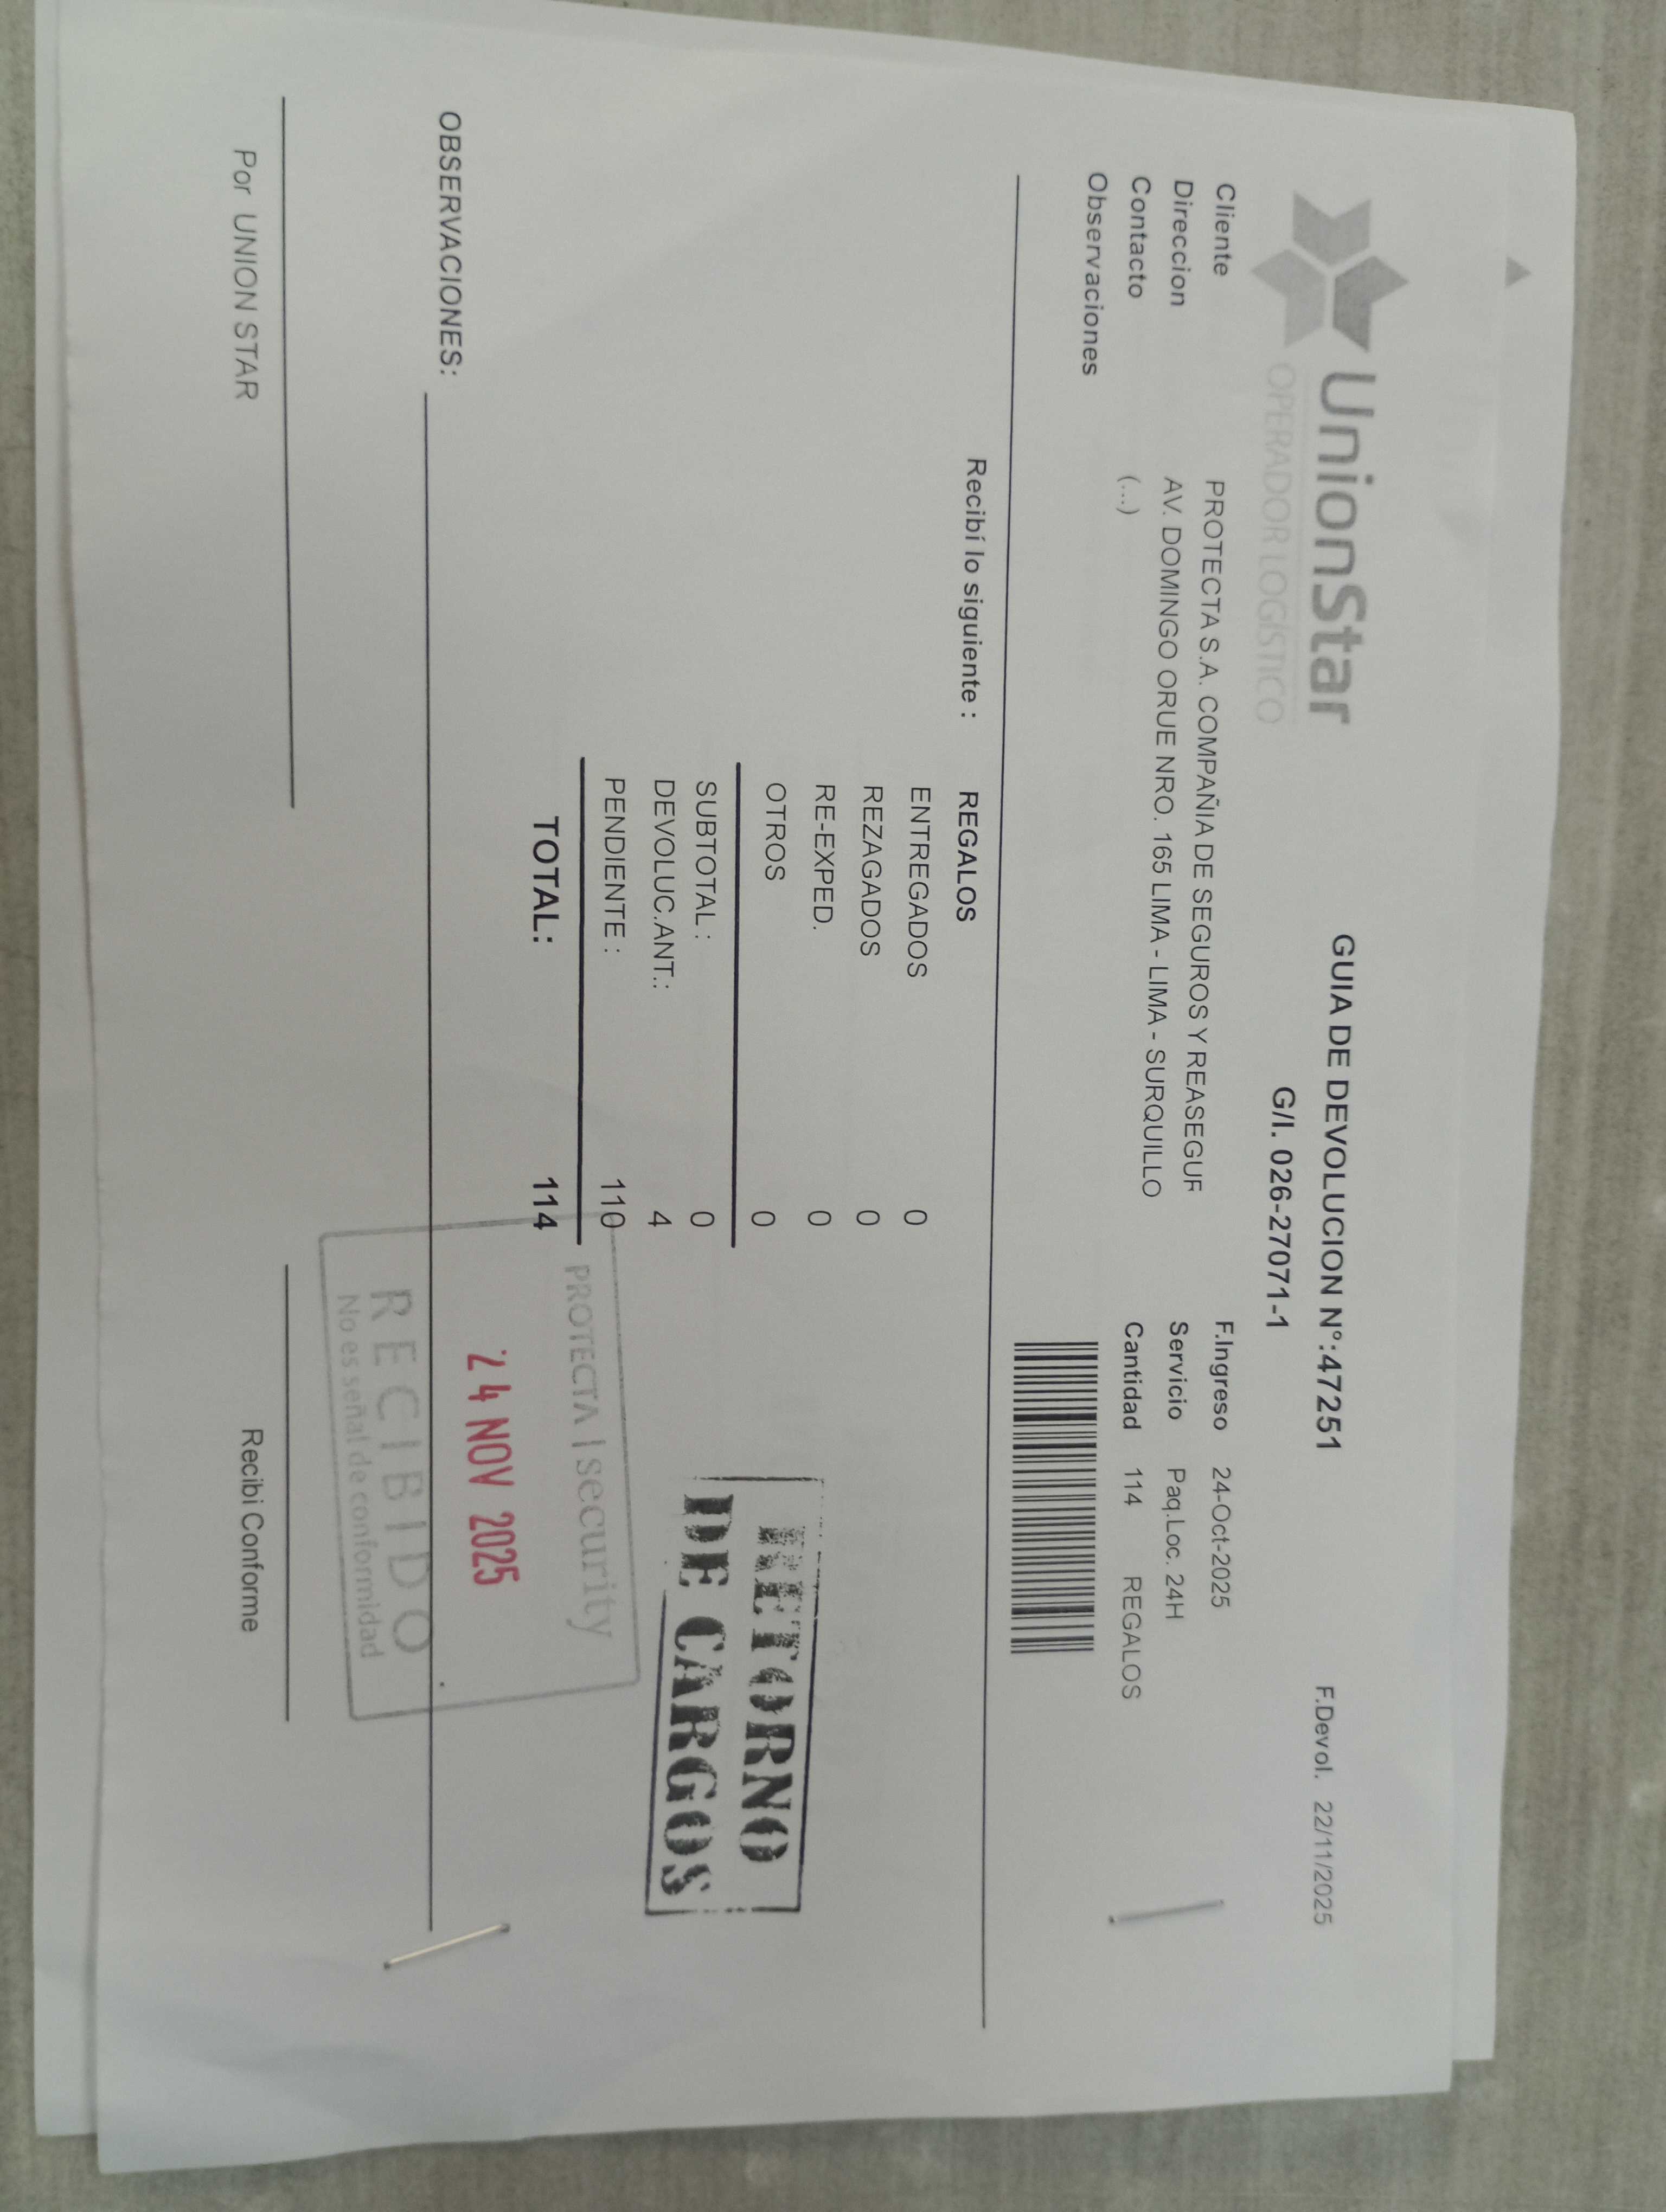 UnionStar
OPERADOR LOGÍSTICO
GUIA DE DEVOLUCION N°:47251
F.Devol. 22/11/2025
G/I. 026-27071-1
Cliente PROTECTA S.A. COMPAÑIA DE SEGUROS Y REASEGUR F.Ingreso 24-Oct-2025
Direccion AV. DOMINGO ORUE NRO. 165 LIMA - LIMA - SURQUILLO Servicio Paq.Loc. 24H
Contacto (...) Cantidad 114 REGALOS
Observaciones
Recibí lo siguiente : REGALOS
ENTREGADOS 0
REZAGADOS 0
RE-EXPED. 0
OTROS 0
SUBTOTAL : 0
DEVOLUC.ANT.: 4
PENDIENTE : 110
TOTAL: 114
RETORNO
DE CARGOS
PROTECTA | security
24 NOV 2025
RECIBIDO
No es señal de conformidad
OBSERVACIONES:
Por UNION STAR
Recibi Conforme